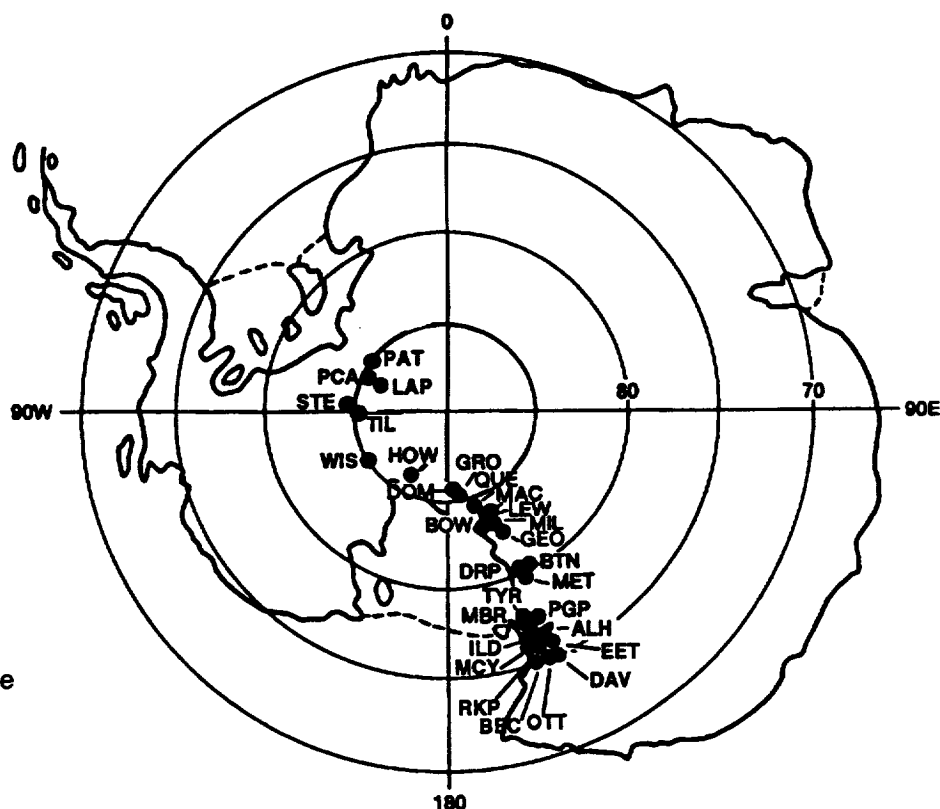 0
80
70
90W
90E
PAT
PCA
LAP
STE
TIL
WIS
HOW
GRO
DOM
QUE
MAC
LEW
BOW
MIL
GEO
DRP
BTN
MET
TYR
MBR
PGP
ALH
ILD
EET
MCY
DAV
RKP
BEC
OTT
e
180